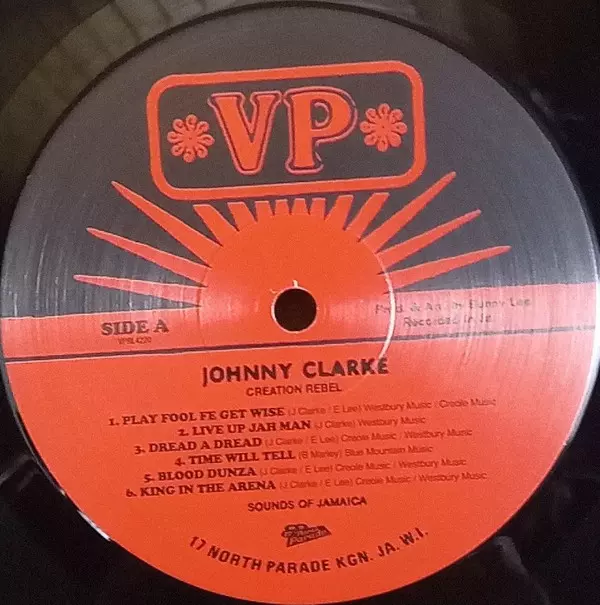 VP
Prod. & Arr. by Bunny Lee
Recorded in Ja.
SIDE A
VPRL4220
JOHNNY CLARKE
CREATION REBEL
1. PLAY FOOL FE GET WISE (J Clarke / E Lee) Westbury Music / Creole Music
2. LIVE UP JAH MAN (J Clarke) Westbury Music
3. DREAD A DREAD (J Clarke / E Lee) Creole Music / Westbury Music
4. TIME WILL TELL (B Marley) Blue Mountain Music
5. BLOOD DUNZA (J Clarke / E Lee) Creole Music / Westbury Music
6. KING IN THE ARENA (J Clarke / E Lee) Creole Music / Westbury Music
SOUNDS OF JAMAICA
Parade
17 NORTH PARADE KGN. JA. W.I.